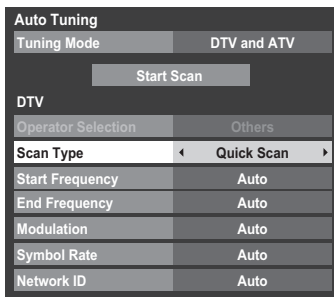 Auto Tuning
Tuning Mode DTV and ATV
Start Scan
DTV
Operator Selection Others
Scan Type Quick Scan
Start Frequency Auto
End Frequency Auto
Modulation Auto
Symbol Rate Auto
Network ID Auto